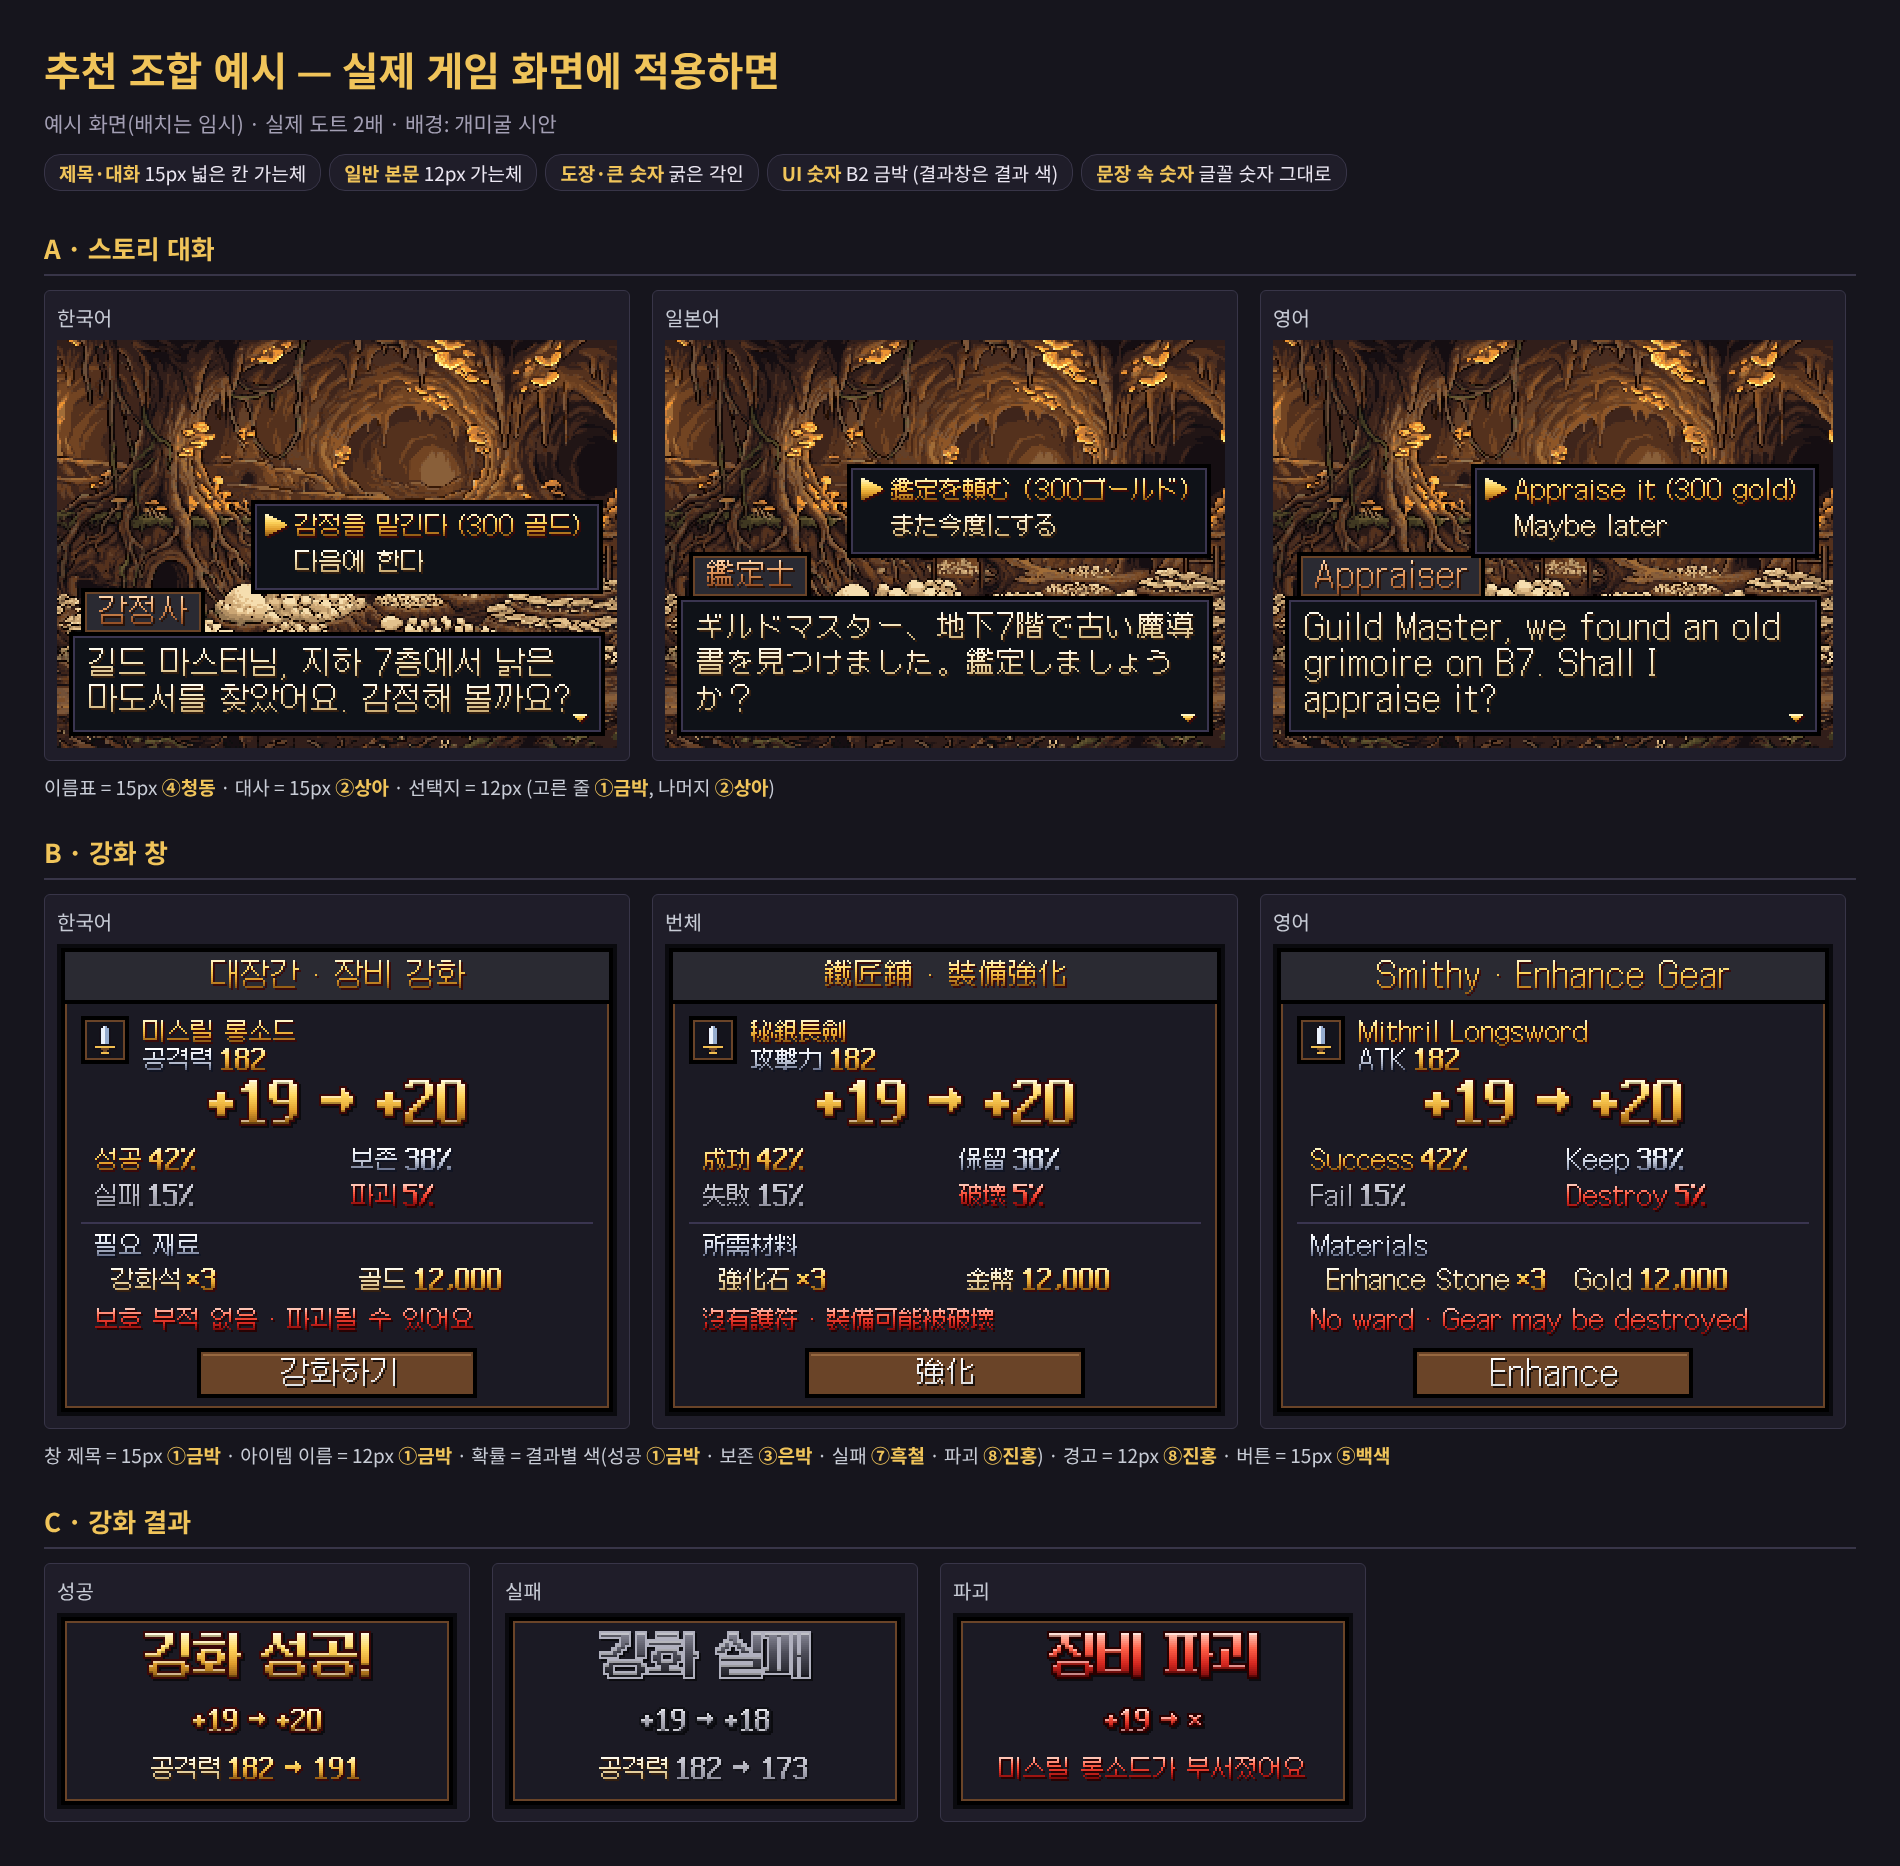 추천 조합 예시 — 실제 게임 화면에 적용하면
예시 화면(배치는 임시) · 실제 도트 2배 · 배경: 개미굴 시안
제목·대화 15px 넓은 칸 가는체
일반 본문 12px 가는체
도장·큰 숫자 굵은 각인
UI 숫자 B2 금박 (결과창은 결과 색)
문장 속 숫자 글꼴 숫자 그대로
A · 스토리 대화
한국어
▶감정을 맡긴다 (300 골드)
다음에 한다
감정사
길드 마스터님, 지하 7층에서 낡은
마도서를 찾았어요. 감정해 볼까요?
일본어
▶鑑定を頼む (300ゴールド)
また今度にする
鑑定士
ギルドマスター、地下7階で古い魔導
書を見つけました。鑑定しましょう
か？
영어
▶Appraise it (300 gold)
Maybe later
Appraiser
Guild Master, we found an old
grimoire on B7. Shall I
appraise it?
이름표 = 15px ④청동 · 대사 = 15px ②상아 · 선택지 = 12px (고른 줄 ①금박, 나머지 ②상아)
B · 강화 창
한국어
대장간 · 장비 강화
미스릴 롱소드
공격력 182
+19 → +20
성공 42% 보존 38%
실패 15% 파괴 5%
필요 재료
강화석 ×3 골드 12,000
보호 부적 없음 · 파괴될 수 있어요
강화하기
번체
鐵匠鋪 · 裝備強化
秘銀長劍
攻擊力 182
+19 → +20
成功 42% 保留 38%
失敗 15% 破壞 5%
所需材料
強化石 ×3 金幣 12,000
沒有護符 · 裝備可能被破壞
強化
영어
Smithy · Enhance Gear
Mithril Longsword
ATK 182
+19 → +20
Success 42% Keep 38%
Fail 15% Destroy 5%
Materials
Enhance Stone ×3 Gold 12,000
No ward · Gear may be destroyed
Enhance
창 제목 = 15px ①금박 · 아이템 이름 = 12px ①금박 · 확률 = 결과별 색(성공 ①금박 · 보존 ③은박 · 실패 ⑦흑철 · 파괴 ⑧진홍) · 경고 = 12px ⑧진홍 · 버튼 = 15px ⑤백색
C · 강화 결과
성공
강화 성공!
+19 → +20
공격력 182 → 191
실패
강화 실패
+19 → +18
공격력 182 → 173
파괴
장비 파괴
+19 → ×
미스릴 롱소드가 부서졌어요